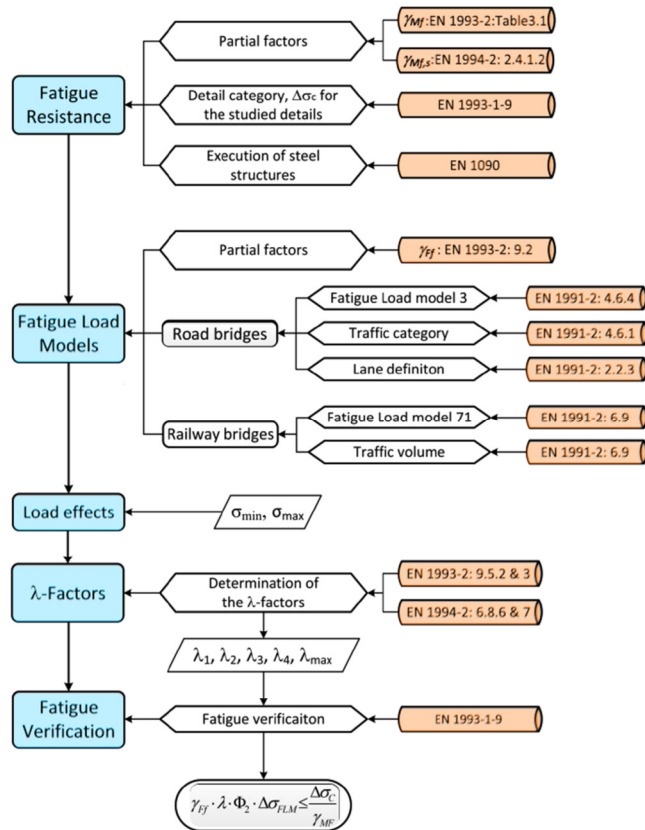 Partial factors
γMf:EN 1993-2:Table3.1
γMf,s:EN 1994-2: 2.4.1.2
Fatigue
Resistance
Detail category, Δσc for
the studied details
EN 1993-1-9
Execution of steel
structures
EN 1090
Partial factors
γFf: EN 1993-2: 9.2
Fatigue Load
Models
Road bridges
Fatigue Load model 3
EN 1991-2: 4.6.4
Traffic category
EN 1991-2: 4.6.1
Lane definiton
EN 1991-2: 2.2.3
Railway bridges
Fatigue Load model 71
EN 1991-2: 6.9
Traffic volume
EN 1991-2: 6.9
Load effects
σmin, σmax
λ-Factors
Determination of
the λ-factors
EN 1993-2: 9.5.2 & 3
EN 1994-2: 6.8.6 & 7
λ1, λ2, λ3, λ4, λmax
Fatigue
Verification
Fatigue verificaiton
EN 1993-1-9
γFf · λ · Φ2 · ΔσFLM ≤ ΔσC / γMF